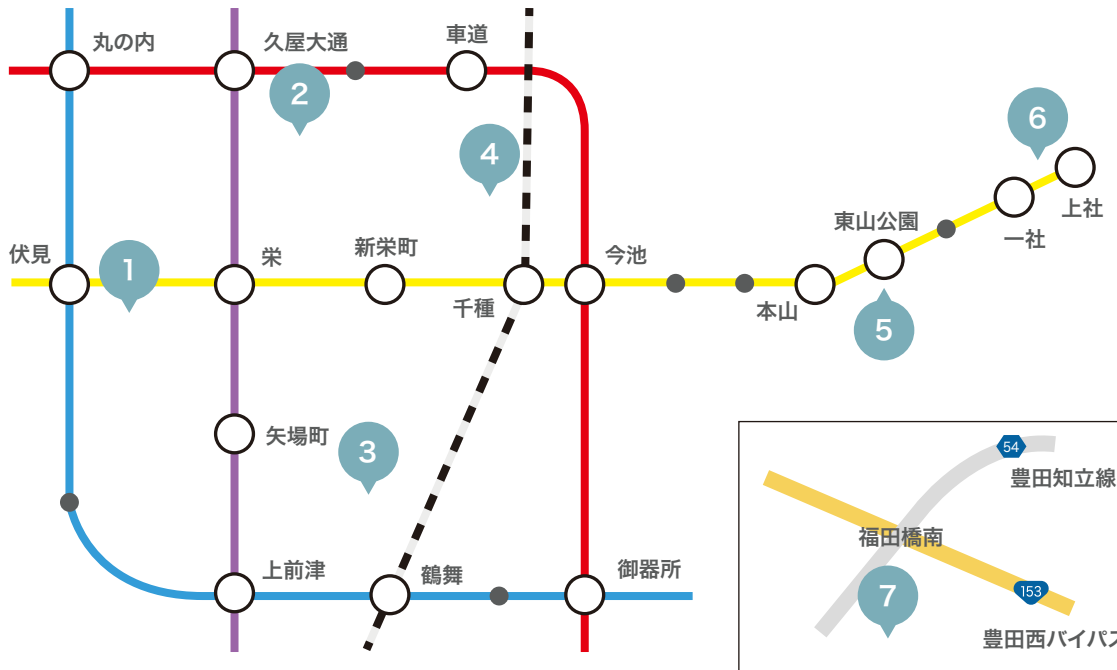 丸の内
久屋大通
車道
2
4
6
上社
一社
東山公園
伏見
1
栄
新栄町
千種
今池
本山
5
矢場町
3
上前津
鶴舞
御器所
54
豊田知立線
福田橋南
7
153
豊田西バイパス